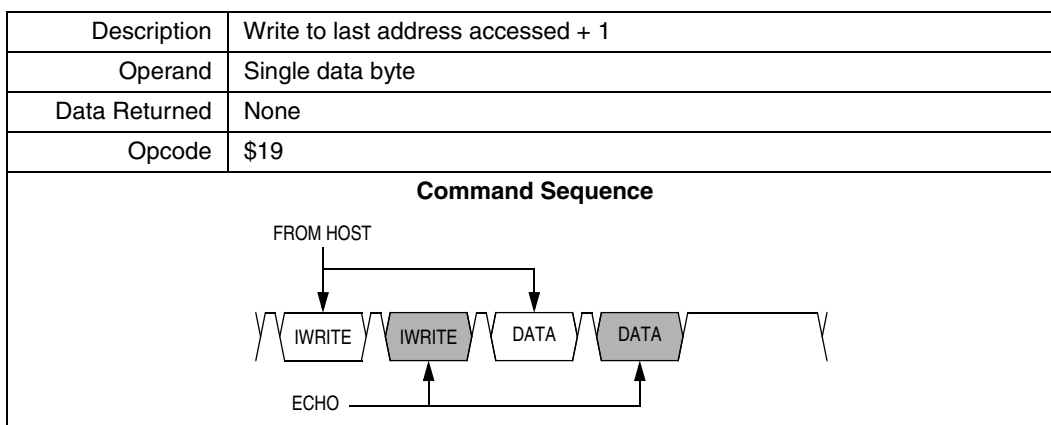 Description Write to last address accessed + 1
Operand Single data byte
Data Returned None
Opcode $19
Command Sequence
FROM HOST
IWRITE IWRITE DATA DATA
ECHO